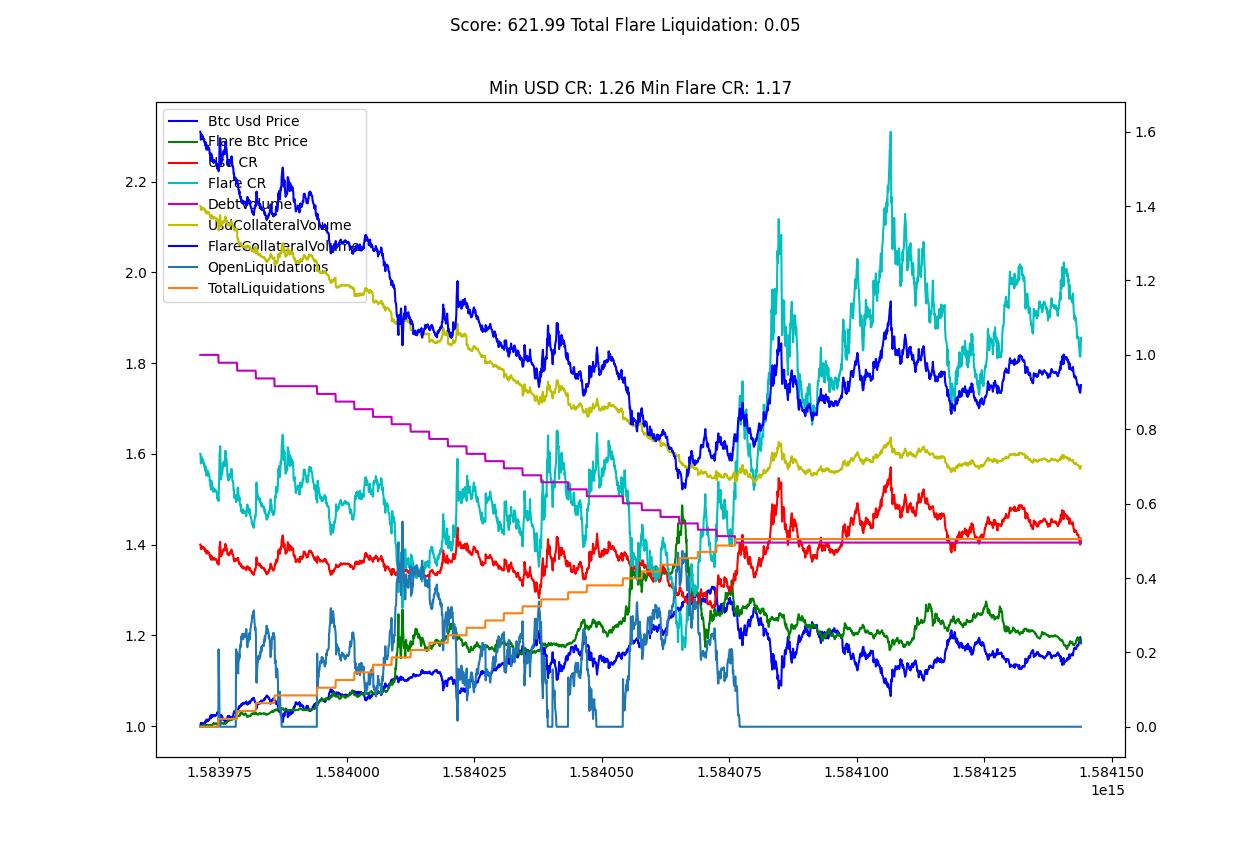 Score: 621.99 Total Flare Liquidation: 0.05
Min USD CR: 1.26 Min Flare CR: 1.17
Btc Usd Price
Flare Btc Price
Usd CR
Flare CR
DebtVolume
UsdCollateralVolume
FlareCollateralVolume
OpenLiquidations
TotalLiquidations
2.2
2.0
1.8
1.6
1.4
1.2
1.0
1.6
1.4
1.2
1.0
0.8
0.6
0.4
0.2
0.0
1.583975 1.584000 1.584025 1.584050 1.584075 1.584100 1.584125 1.584150
1e15